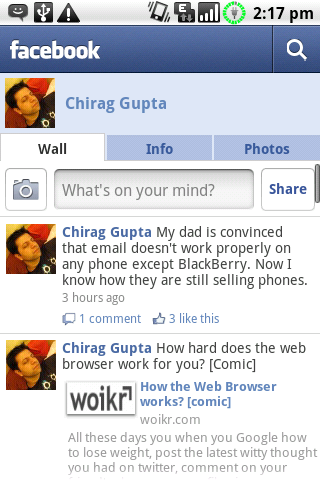 2:17 pm
facebook
Chirag Gupta
Wall Info Photos
What's on your mind? Share
Chirag Gupta My dad is convinced
that email doesn't work properly on
any phone except BlackBerry. Now I
know how they are still selling phones.
3 hours ago
1 comment 3 like this
Chirag Gupta How hard does the web
browser work for you? [Comic]
woikr
How the Web Browser
works? [comic]
woikr.com
All these days you when you Google how
to lose weight, post the latest witty thought
you had on twitter, comment on your